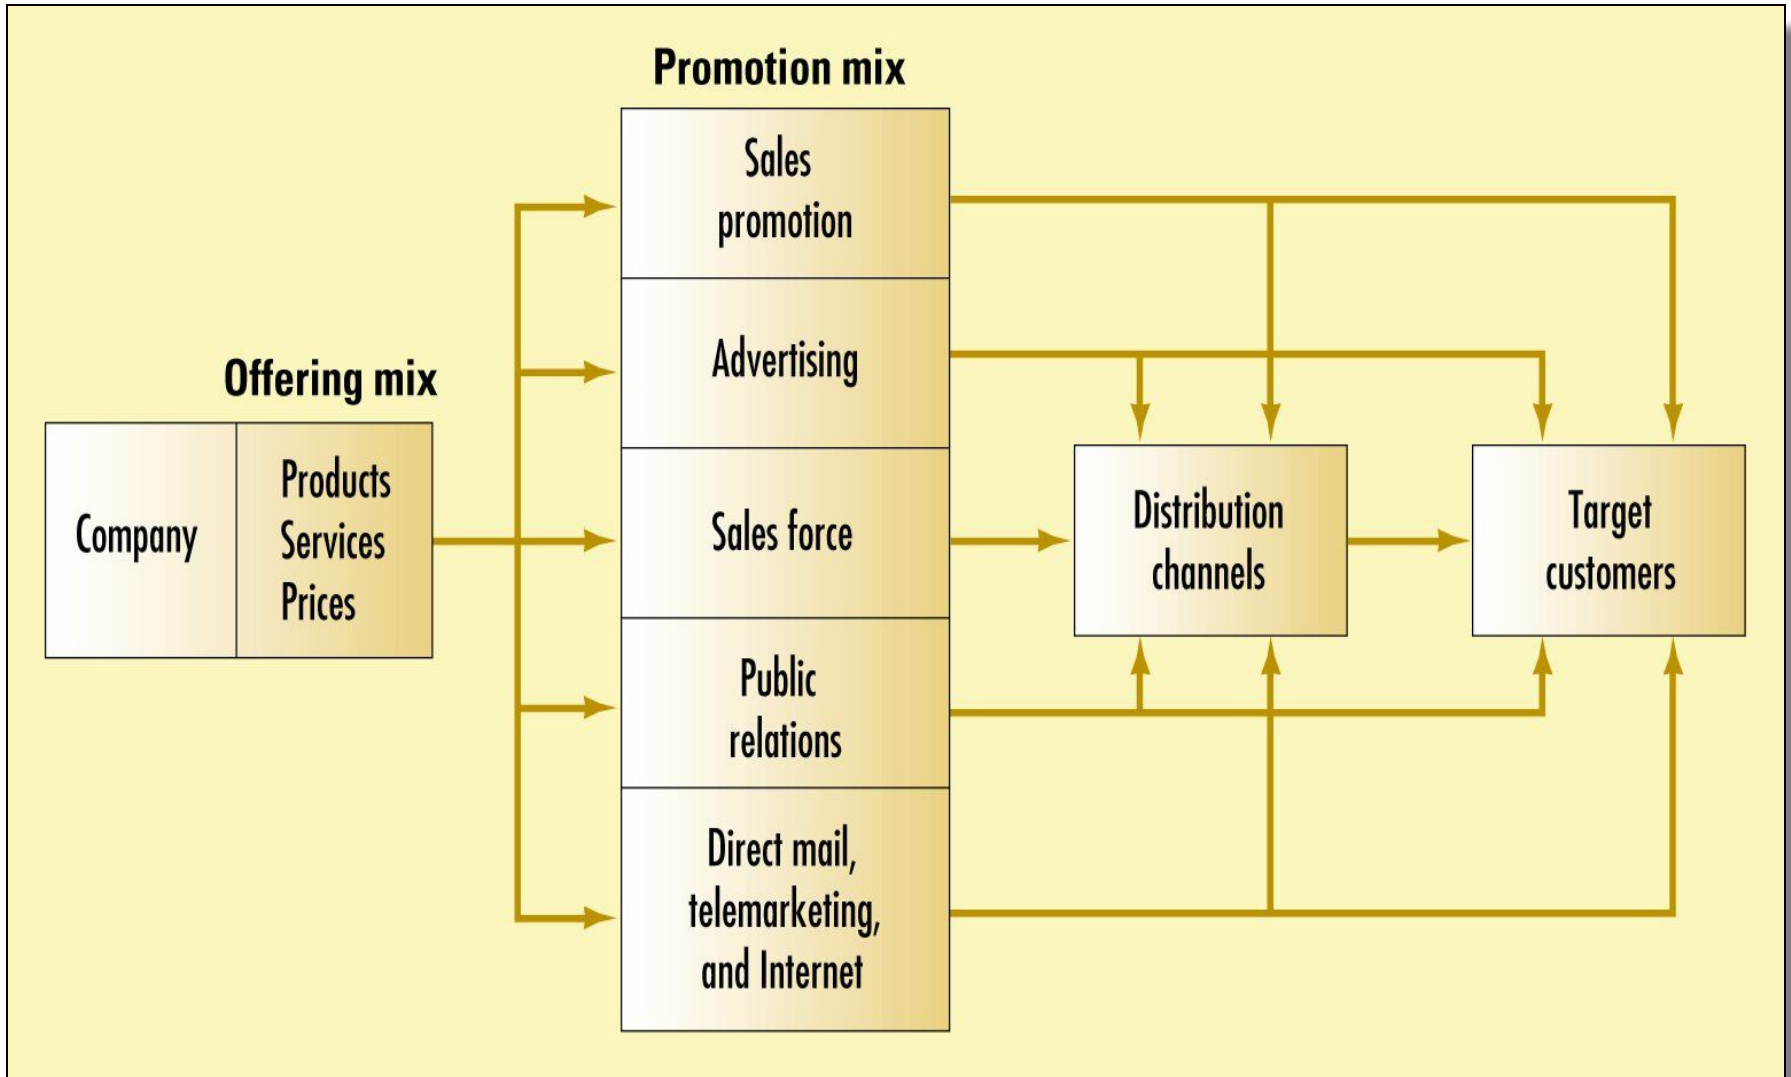 Promotion mix
Sales
promotion
Advertising
Sales force
Public
relations
Direct mail,
telemarketing,
and Internet
Offering mix
Company
Products
Services
Prices
Distribution
channels
Target
customers